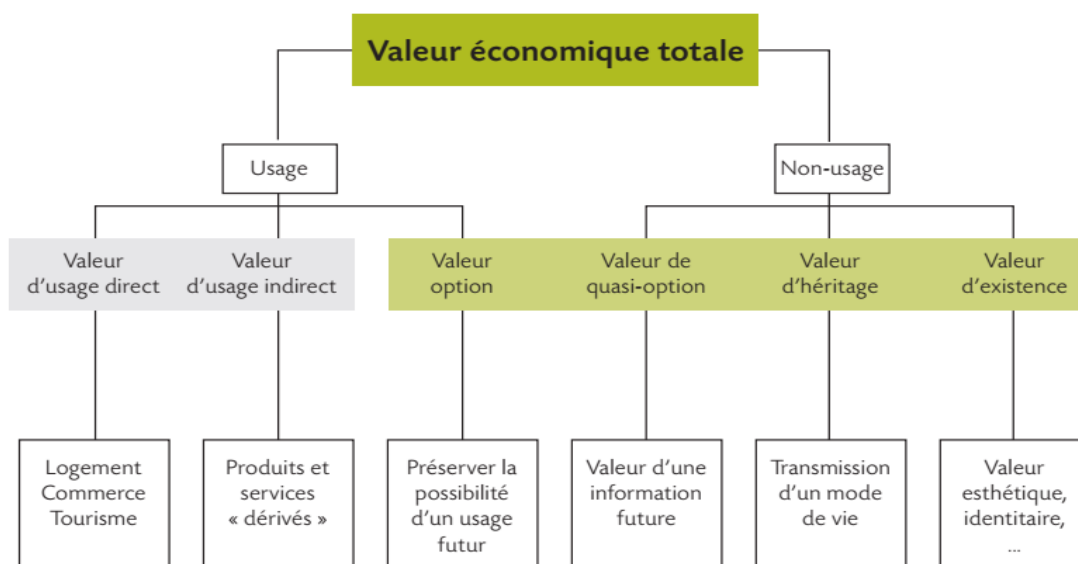 Valeur économique totale
Usage
Non-usage
Valeur
d'usage direct
Valeur
d'usage indirect
Valeur
option
Valeur de
quasi-option
Valeur
d'héritage
Valeur
d'existence
Logement
Commerce
Tourisme
Produits et
services
« dérivés »
Préserver la
possibilité
d'un usage
futur
Valeur d'une
information
future
Transmission
d'un mode
de vie
Valeur
esthétique,
identitaire,
...